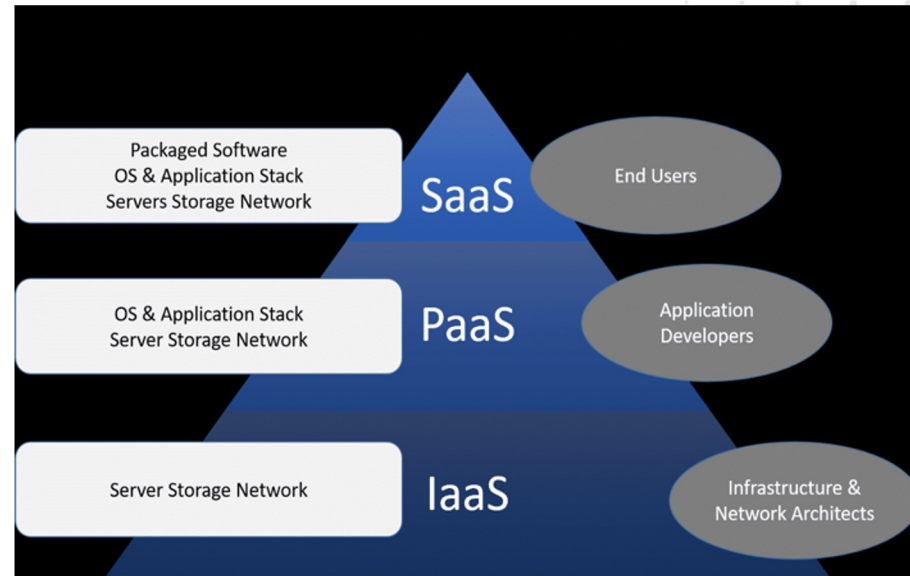 Packaged Software
OS & Application Stack
Servers Storage Network
SaaS
End Users
OS & Application Stack
Server Storage Network
PaaS
Application
Developers
Server Storage Network
IaaS
Infrastructure &
Network Architects